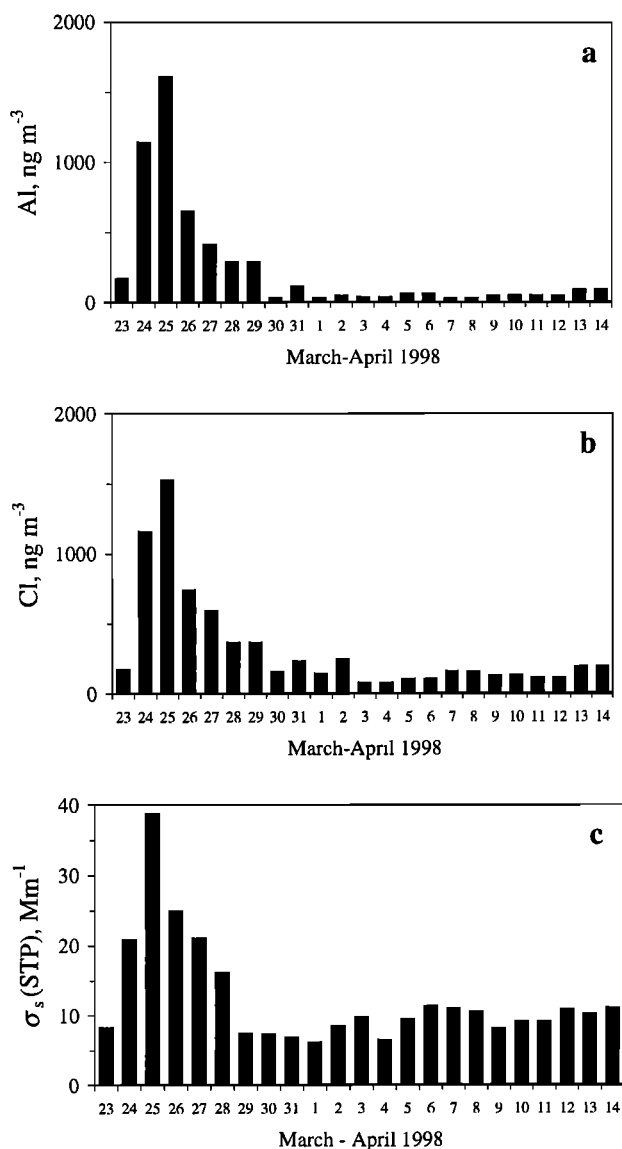 2000
a
Al, ng m⁻³
1000
0
23 24 25 26 27 28 29 30 31 1 2 3 4 5 6 7 8 9 10 11 12 13 14
March-April 1998
2000
b
Cl, ng m⁻³
1000
0
23 24 25 26 27 28 29 30 31 1 2 3 4 5 6 7 8 9 10 11 12 13 14
March-April 1998
40
c
30
σₛ (STP), Mm⁻¹
20
10
0
23 24 25 26 27 28 29 30 31 1 2 3 4 5 6 7 8 9 10 11 12 13 14
March - April 1998